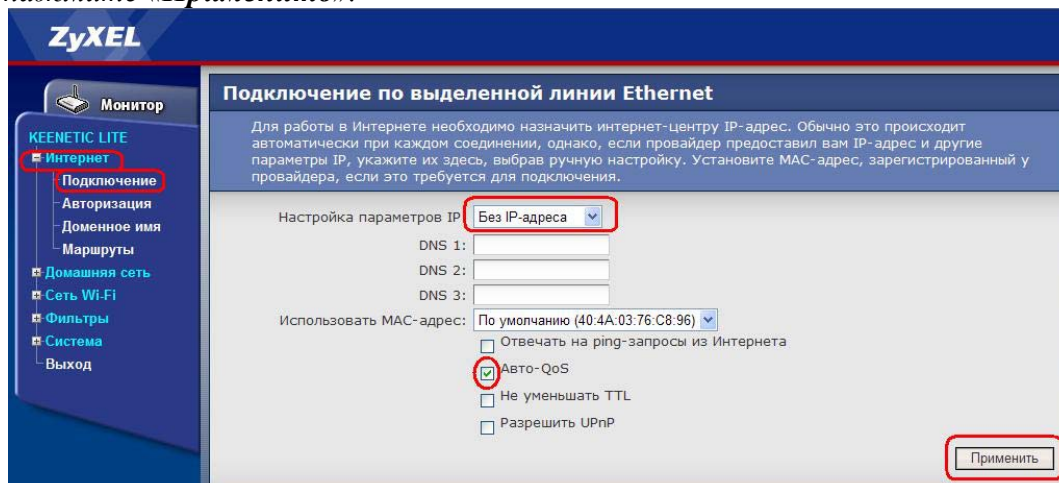 нажмите «Применить».
ZyXEL
Монитор
KEENETIC LITE
Интернет
Подключение
Авторизация
Доменное имя
Маршруты
Домашняя сеть
Сеть Wi-Fi
Фильтры
Система
Выход
Подключение по выделенной линии Ethernet
Для работы в Интернете необходимо назначить интернет-центру IP-адрес. Обычно это происходит
автоматически при каждом соединении, однако, если провайдер предоставил вам IP-адрес и другие
параметры IP, укажите их здесь, выбрав ручную настройку. Установите MAC-адрес, зарегистрированный у
провайдера, если это требуется для подключения.
Настройка параметров IP Без IP-адреса
DNS 1:
DNS 2:
DNS 3:
Использовать MAC-адрес: По умолчанию (40:4A:03:76:C8:96)
Отвечать на ping-запросы из Интернета
Авто-QoS
Не уменьшать TTL
Разрешить UPnP
Применить